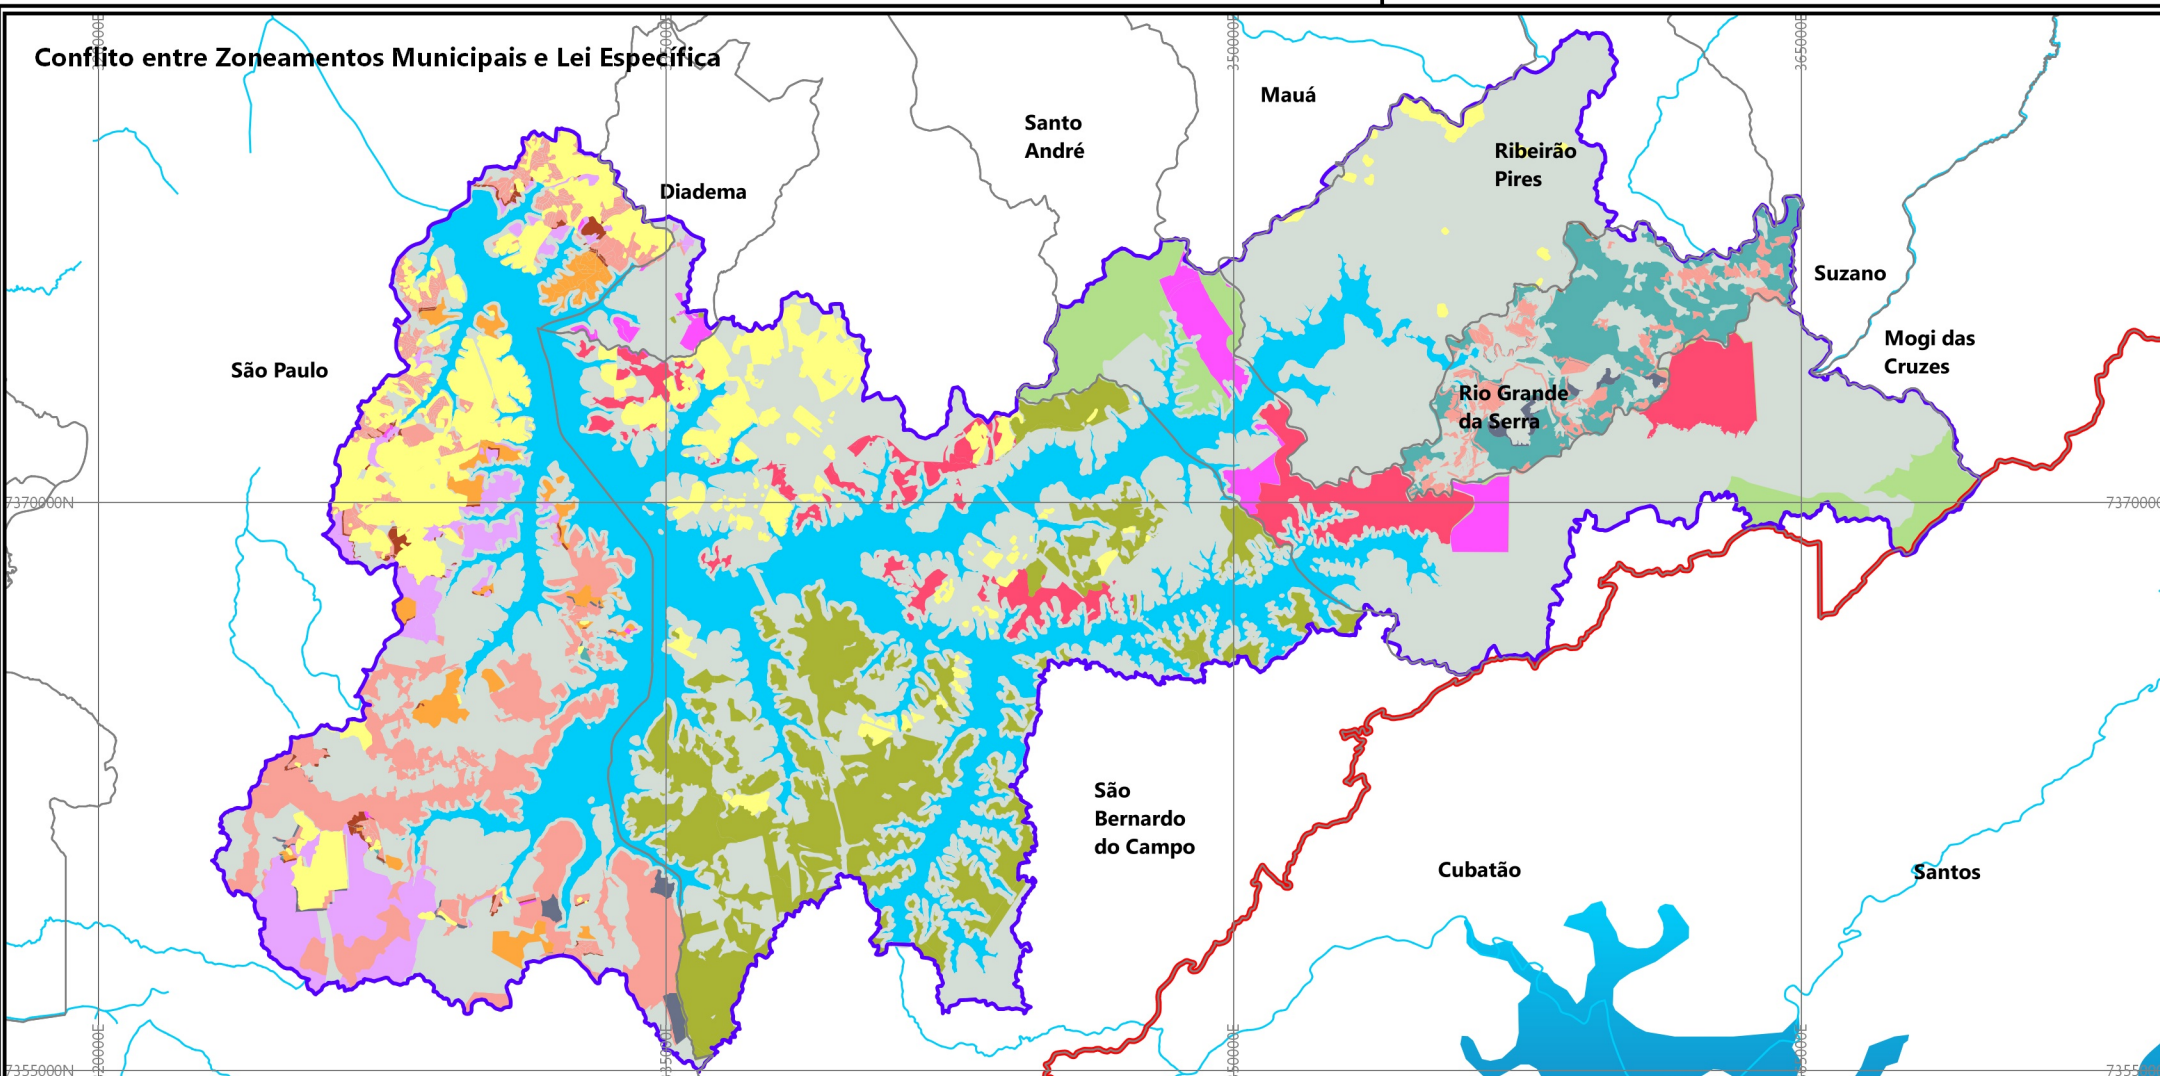 Conflito entre Zoneamentos Municipais e Lei Específica
Mauá
Santo
André
Ribeirão
Pires
Diadema
Suzano
Mogi das
Cruzes
São Paulo
Rio Grande
da Serra
7370000N
São
Bernardo
do Campo
Cubatão
Santos
7355000N